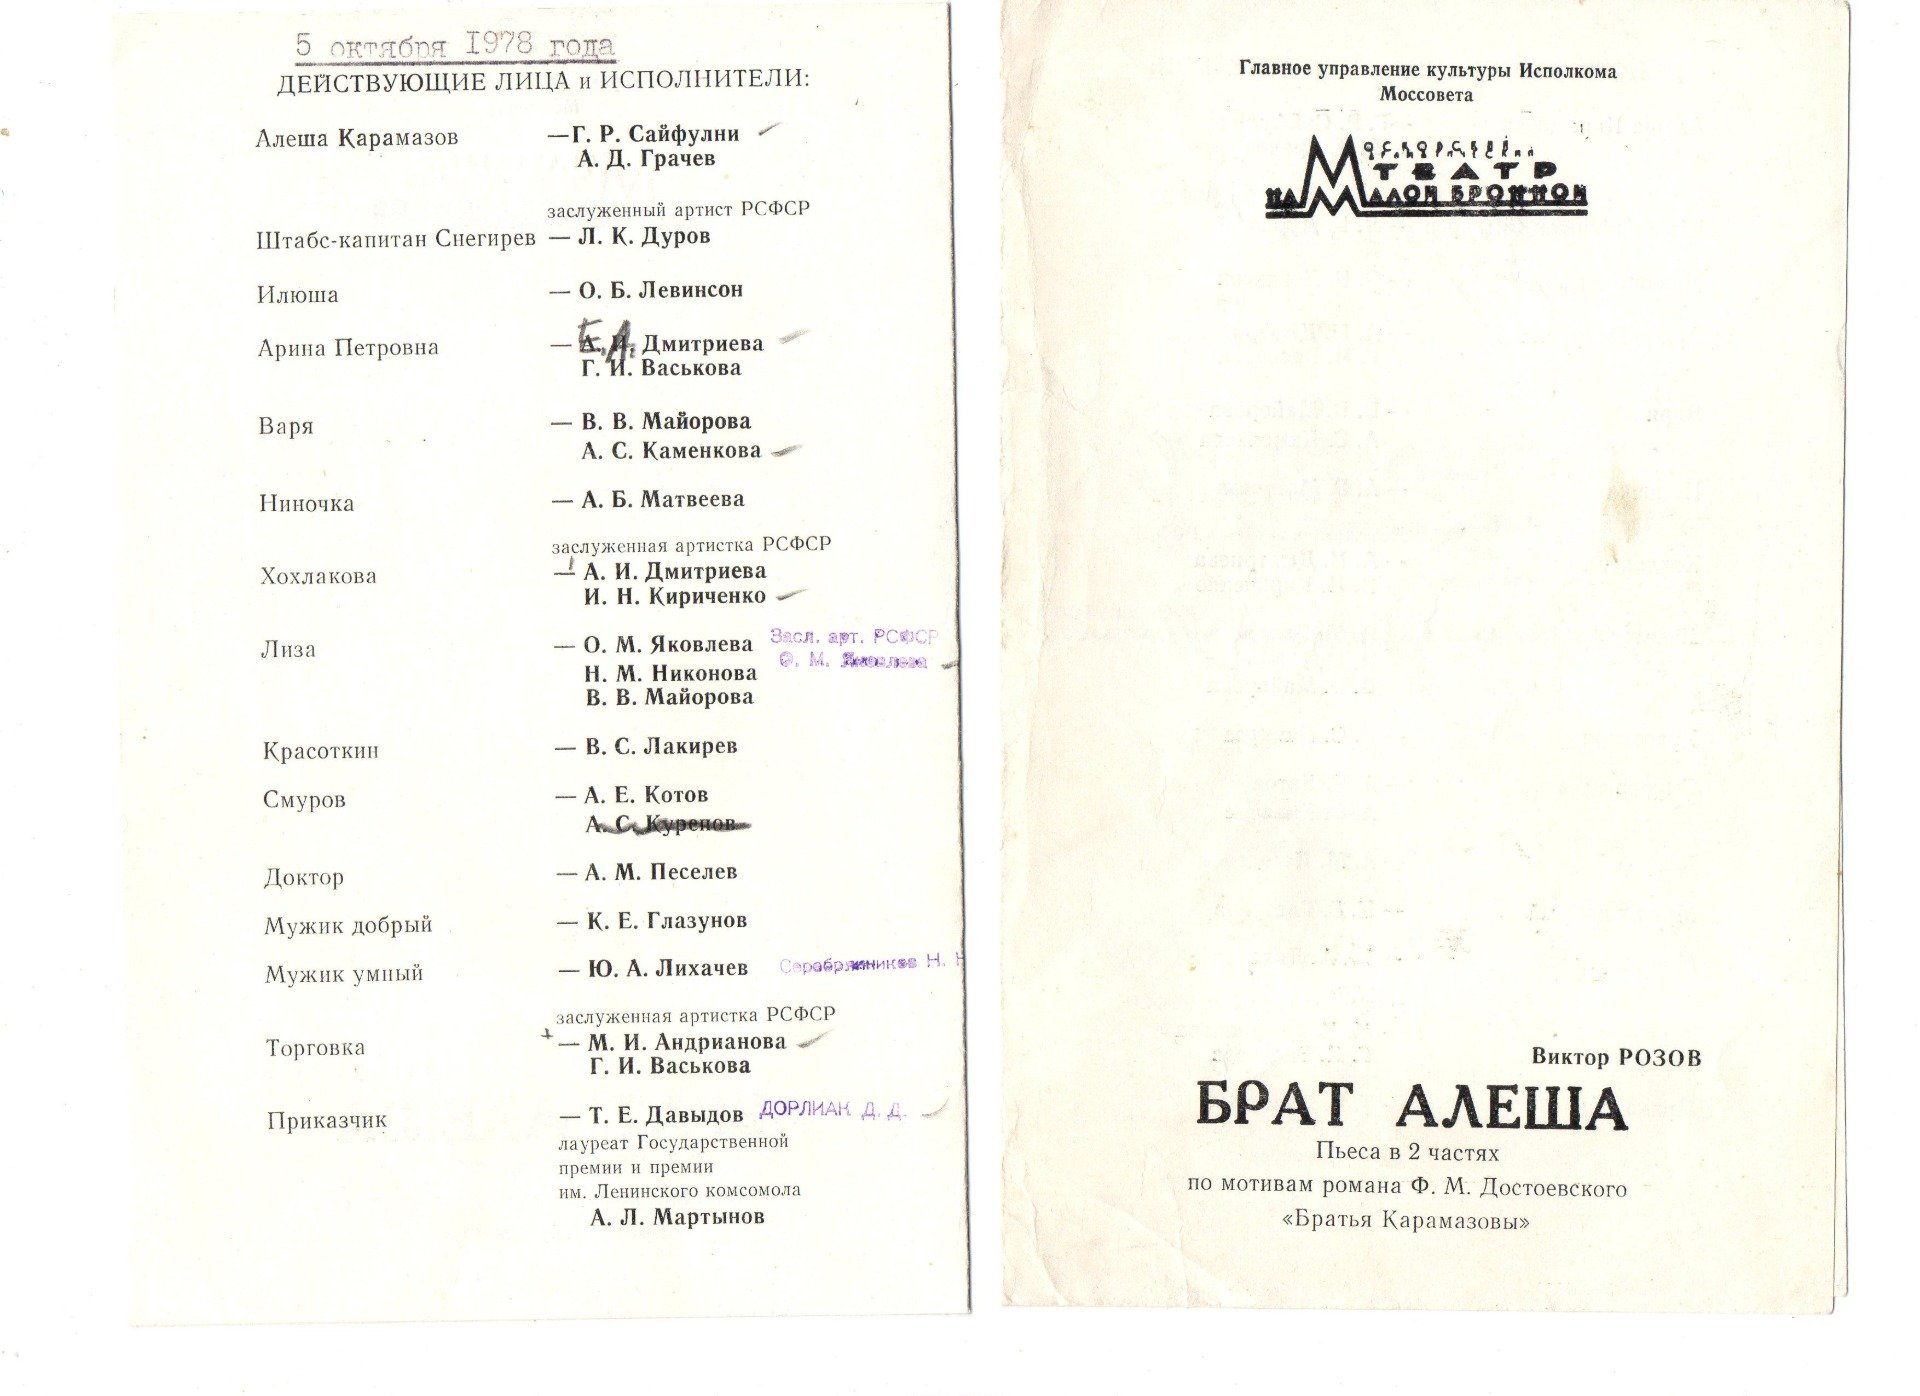 5 октября 1978 года
ДЕЙСТВУЮЩИЕ ЛИЦА и ИСПОЛНИТЕЛИ:
Алеша Карамазов —Г. Р. Сайфулин
А. Д. Грачев
заслуженный артист РСФСР
Штабс-капитан Снегирев — Л. К. Дуров
Илюша — О. Б. Левинсон
Арина Петровна — Е.А. Дмитриева
Г. И. Васькова
Варя — В. В. Майорова
А. С. Каменкова
Ниночка — А. Б. Матвеева
заслуженная артистка РСФСР
Хохлакова — А. И. Дмитриева
И. Н. Кириченко
Лиза — О. М. Яковлева Засл. арт. РСФСР
О. М. Яковлева
Н. М. Никонова
В. В. Майорова
Красоткин — В. С. Лакирев
Смуров — А. Е. Котов
А. С. Курепов
Доктор — А. М. Песелев
Мужик добрый — К. Е. Глазунов
Мужик умный — Ю. А. Лихачев Серебренников Н. Н
заслуженная артистка РСФСР
Торговка — М. И. Андрианова
Г. И. Васькова
Приказчик — Т. Е. Давыдов ДОРЛИАК Д. Д.
лауреат Государственной
премии и премии
им. Ленинского комсомола
А. Л. Мартынов
Главное управление культуры Исполкома
Моссовета
Московский
ТЕАТР
НА МАЛОЙ БРОННОЙ
Виктор РОЗОВ
БРАТ АЛЕША
Пьеса в 2 частях
по мотивам романа Ф. М. Достоевского
«Братья Карамазовы»